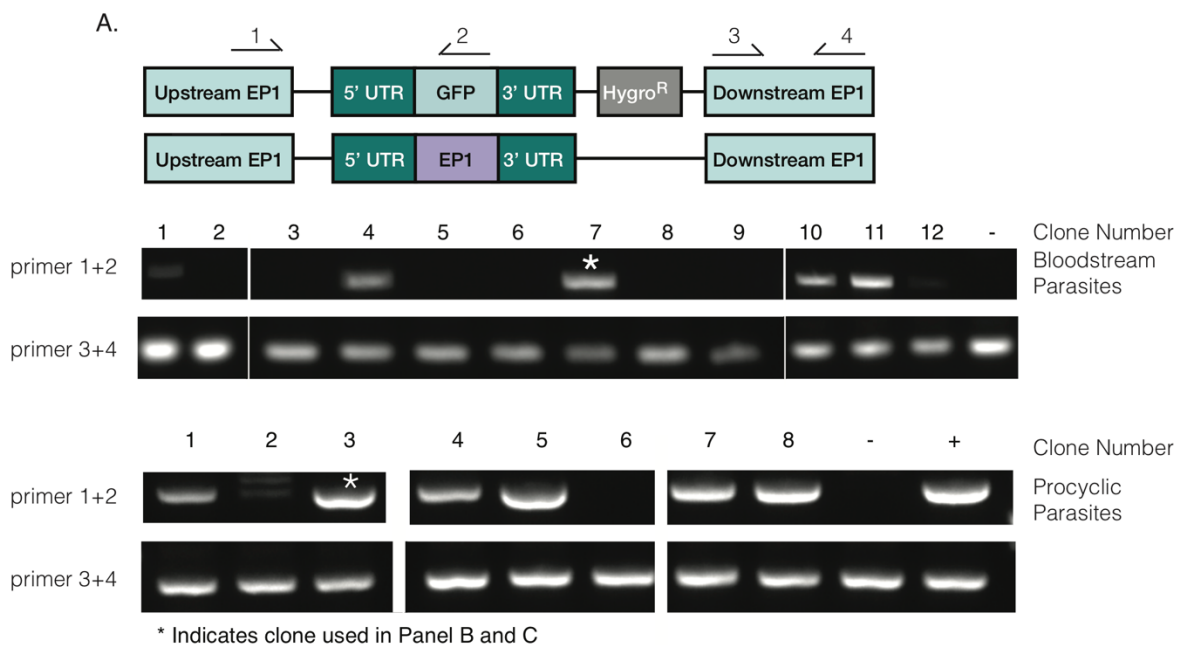 A.
1 2 3 4
Upstream EP1 5' UTR GFP 3' UTR Hygro^R Downstream EP1
Upstream EP1 5' UTR EP1 3' UTR Downstream EP1
1 2 3 4 5 6 7 8 9 10 11 12 - Clone Number
primer 1+2 * Bloodstream
Parasites
primer 3+4
1 2 3 4 5 6 7 8 - + Clone Number
primer 1+2 * Procyclic
Parasites
primer 3+4
* Indicates clone used in Panel B and C